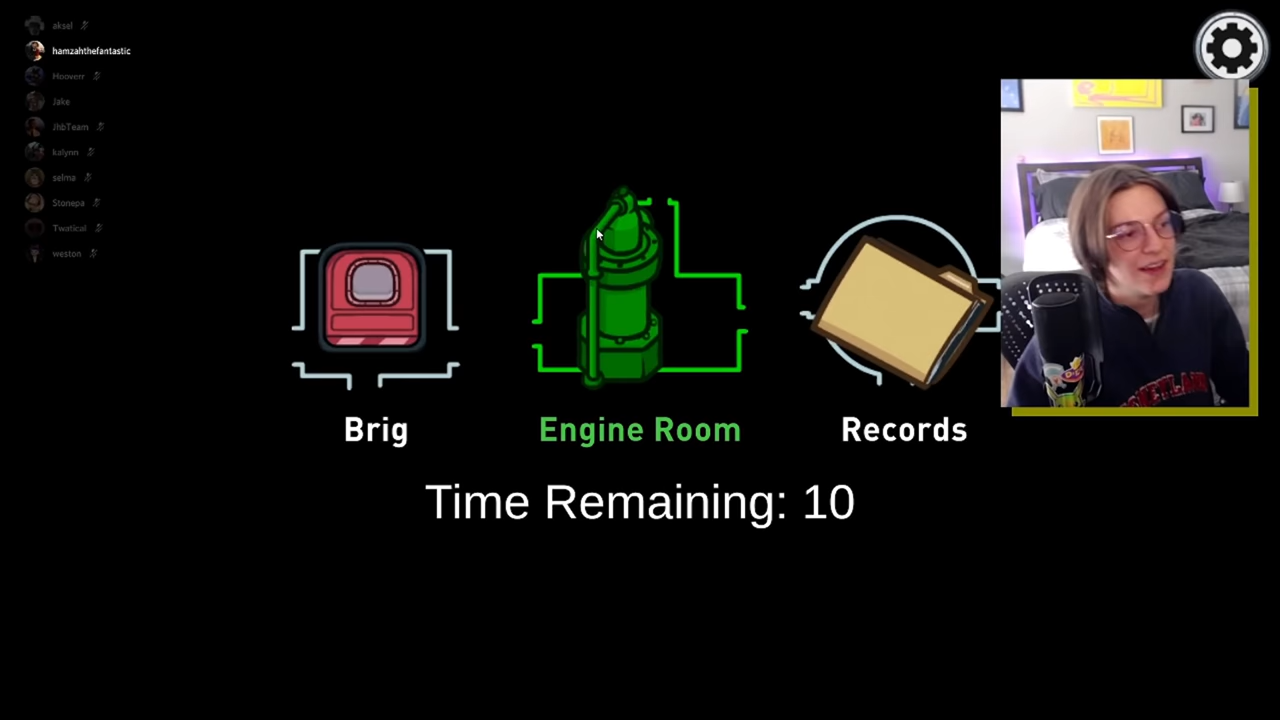 aksel
hamzahthefantastic
Hooverr
Jake
JhbTeam
kalynn
selma
Stonepa
Twatical
weston
Brig
Engine Room
Records
Time Remaining: 10